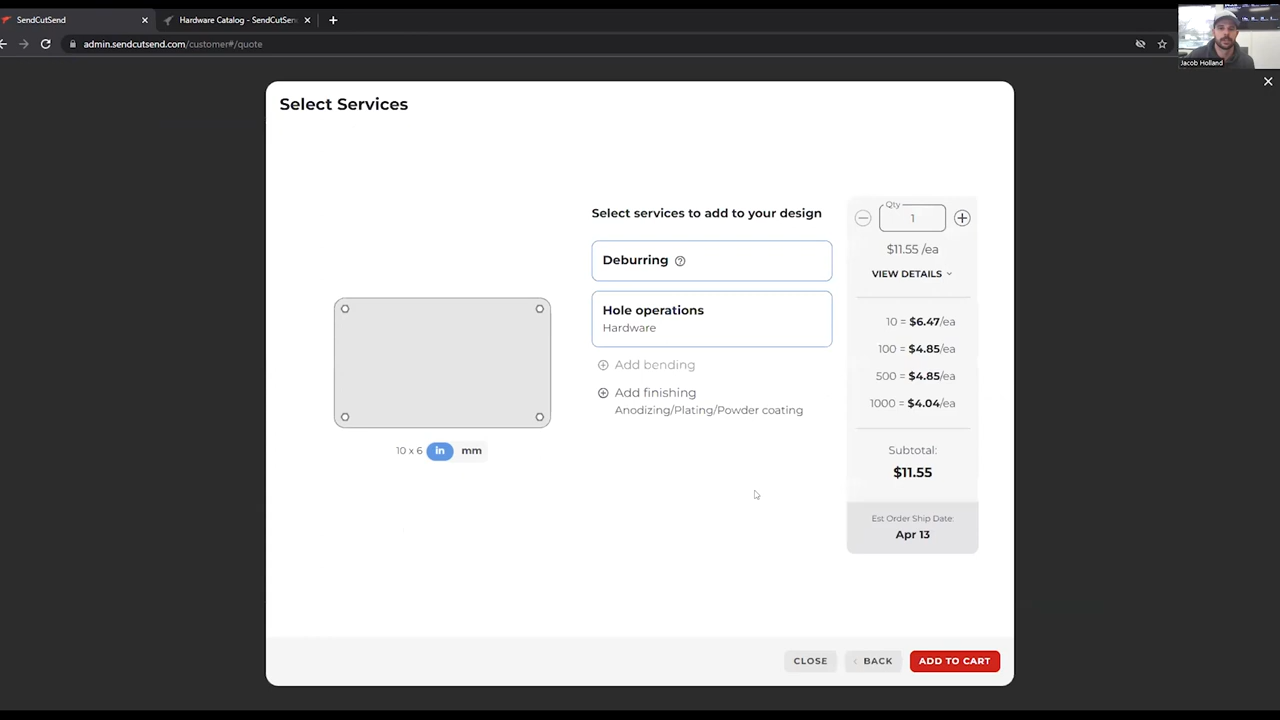 SendCutSend
Hardware Catalog - SendCutSen
admin.sendcutsend.com/customer#/quote
Jacob Holland
Select Services
Select services to add to your design
Deburring
Hole operations
Hardware
Add bending
Add finishing
Anodizing/Plating/Powder coating
10 x 6 in mm
Qty
1
$11.55 /ea
VIEW DETAILS
10 = $6.47/ea
100 = $4.85/ea
500 = $4.85/ea
1000 = $4.04/ea
Subtotal:
$11.55
Est Order Ship Date:
Apr 13
CLOSE
BACK
ADD TO CART